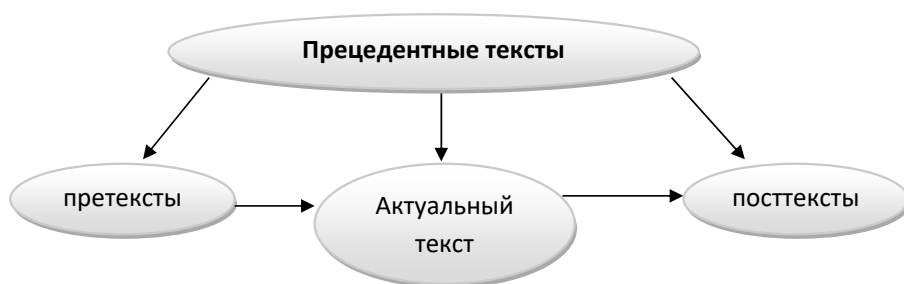 Прецедентные тексты
претексты
Актуальный
текст
посттексты